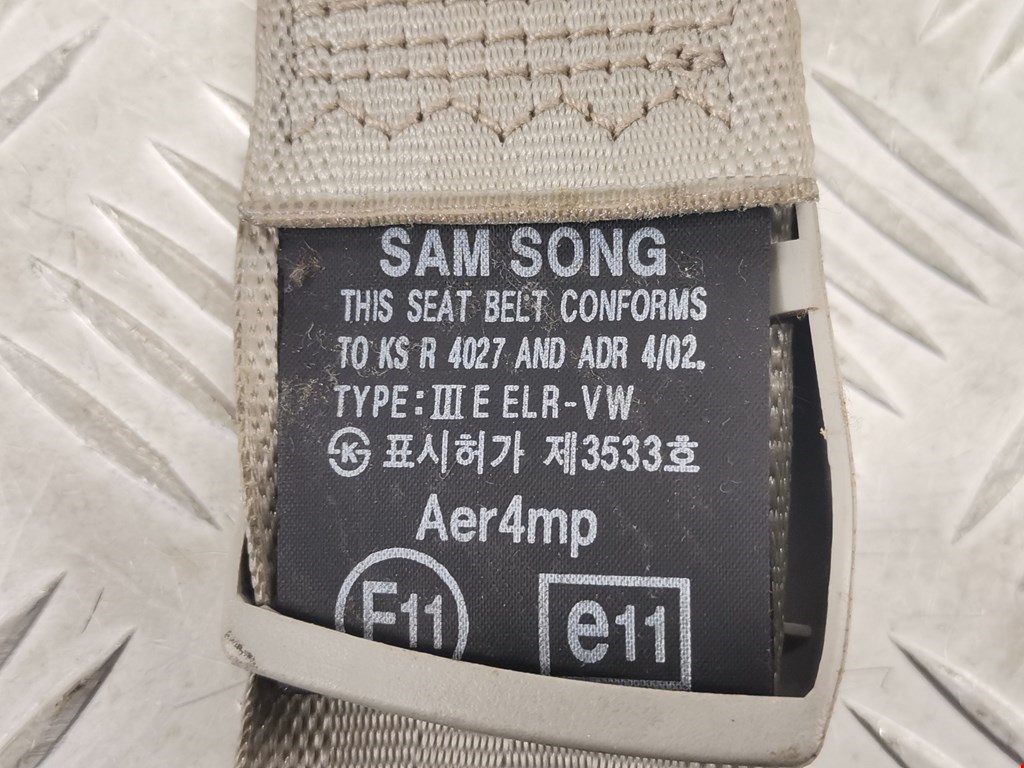 SAM SONG
THIS SEAT BELT CONFORMS
TO KS R 4027 AND ADR 4/02.
TYPE:ⅢE ELR-VW
K 표시허가 제3533호
Aer4mp
E11 e11